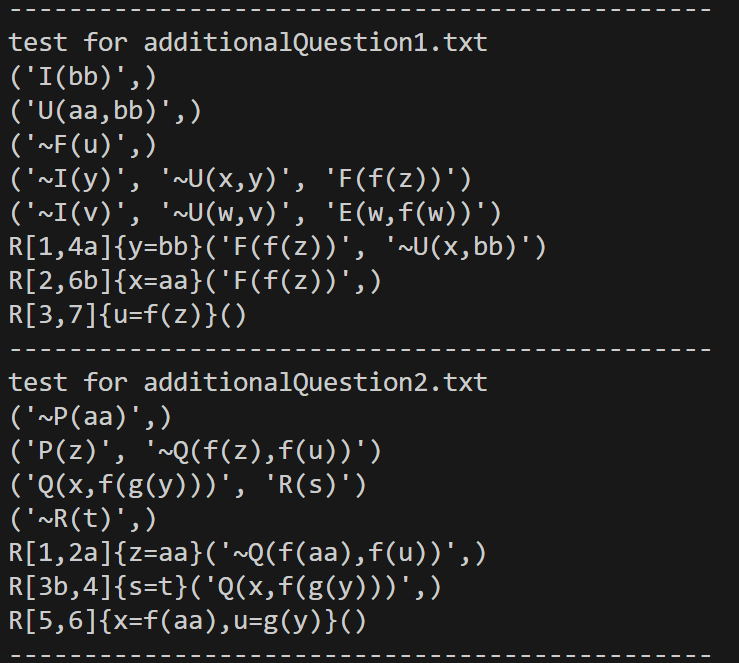 -----------------------------------------------
test for additionalQuestion1.txt
('I(bb)',)
('U(aa,bb)',)
('~F(u)',)
('~I(y)', '~U(x,y)', 'F(f(z))')
('~I(v)', '~U(w,v)', 'E(w,f(w))')
R[1,4a]{y=bb}('F(f(z))', '~U(x,bb)')
R[2,6b]{x=aa}('F(f(z))',)
R[3,7]{u=f(z)}()
-----------------------------------------------
test for additionalQuestion2.txt
('~P(aa)',)
('P(z)', '~Q(f(z),f(u))')
('Q(x,f(g(y)))', 'R(s)')
('~R(t)',)
R[1,2a]{z=aa}('~Q(f(aa),f(u))',)
R[3b,4]{s=t}('Q(x,f(g(y)))',)
R[5,6]{x=f(aa),u=g(y)}()
-----------------------------------------------